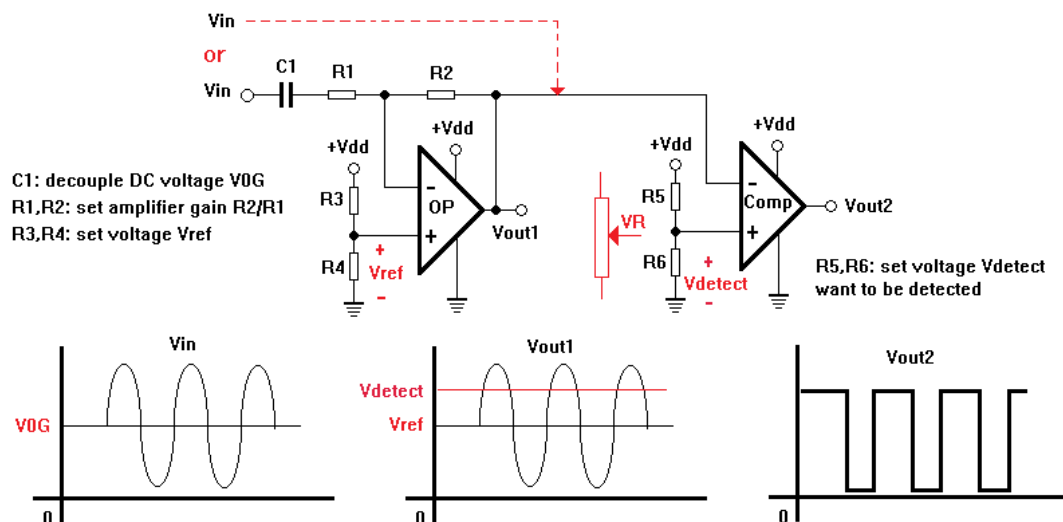 Vin
or
Vin
C1
R1
R2
+Vdd
+Vdd
+Vdd
+Vdd
C1: decouple DC voltage V0G
R1,R2: set amplifier gain R2/R1
R3,R4: set voltage Vref
R3
-
OP
+
Vout1
R4
+
Vref
-
VR
R5
-
Comp
+
Vout2
R6
+
Vdetect
-
R5,R6: set voltage Vdetect
want to be detected
Vin
V0G
0
Vout1
Vdetect
Vref
0
Vout2
0